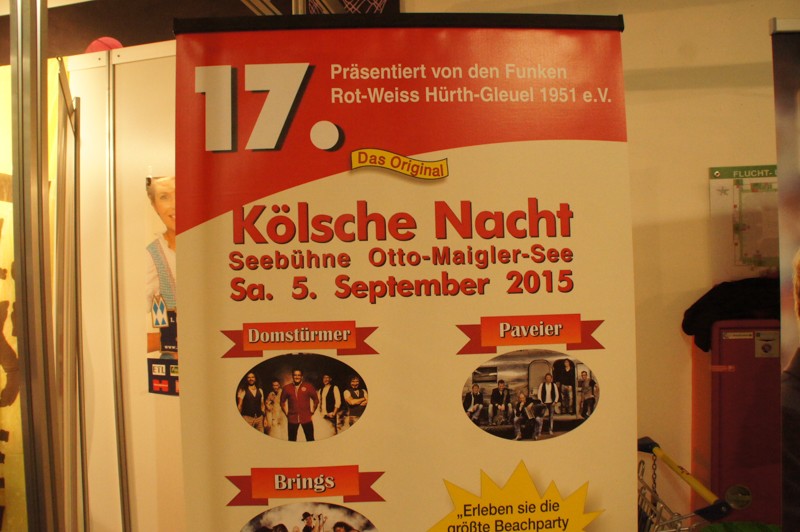 17.
Präsentiert von den Funken
Rot-Weiss Hürth-Gleuel 1951 e.V.
Das Original
Kölsche Nacht
Seebühne Otto-Maigler-See
Sa. 5. September 2015
Domstürmer
Paveier
Brings
„Erleben sie die
größte Beachparty
FLUCHT-